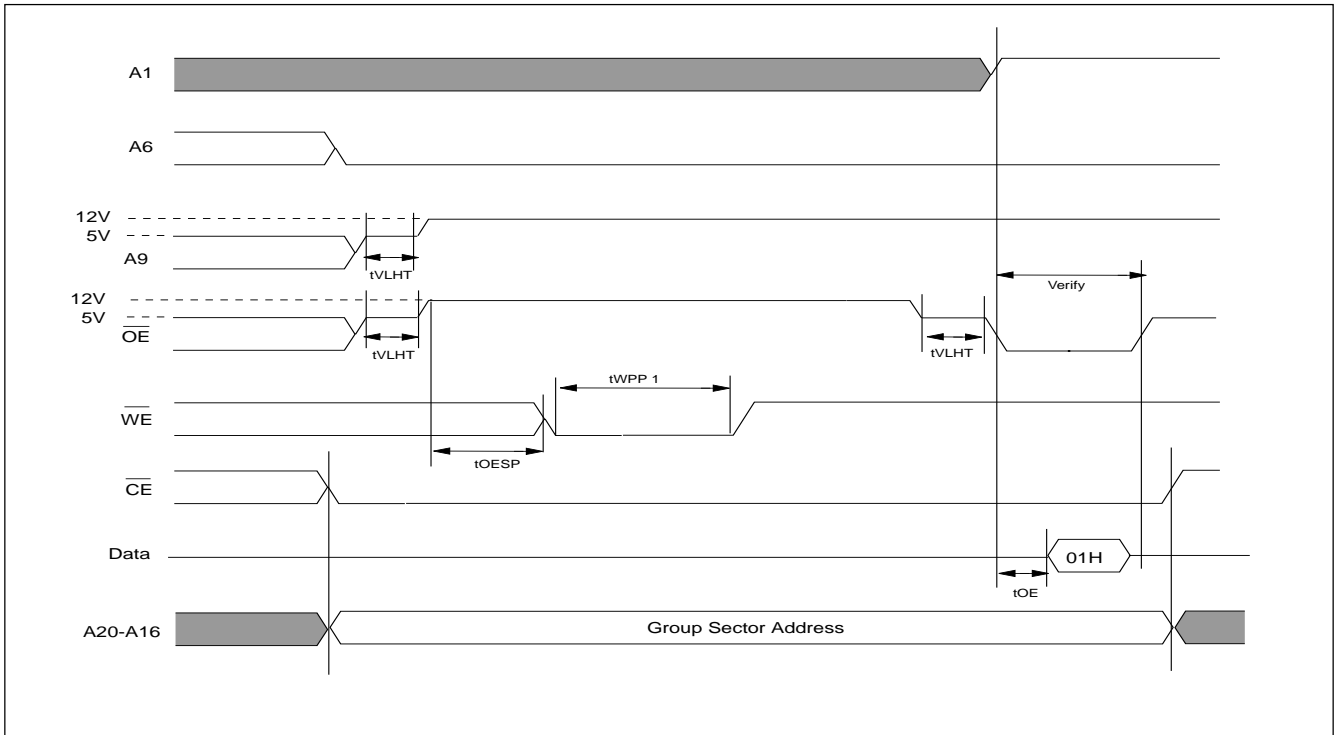 A1
A6
12V
5V
A9
tVLHT
12V
5V
OE
tVLHT
tVLHT
Verify
WE
tWPP 1
tOESP
CE
Data
01H
tOE
A20-A16
Group Sector Address